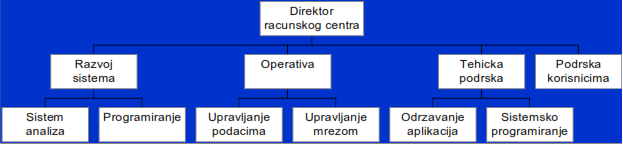 Direktor
racunskog centra
Razvoj
sistema
Operativa
Tehicka
podrska
Podrska
korisnicima
Sistem
analiza
Programiranje
Upravljanje
podacima
Upravljanje
mrezom
Odrzavanje
aplikacija
Sistemsko
programiranje